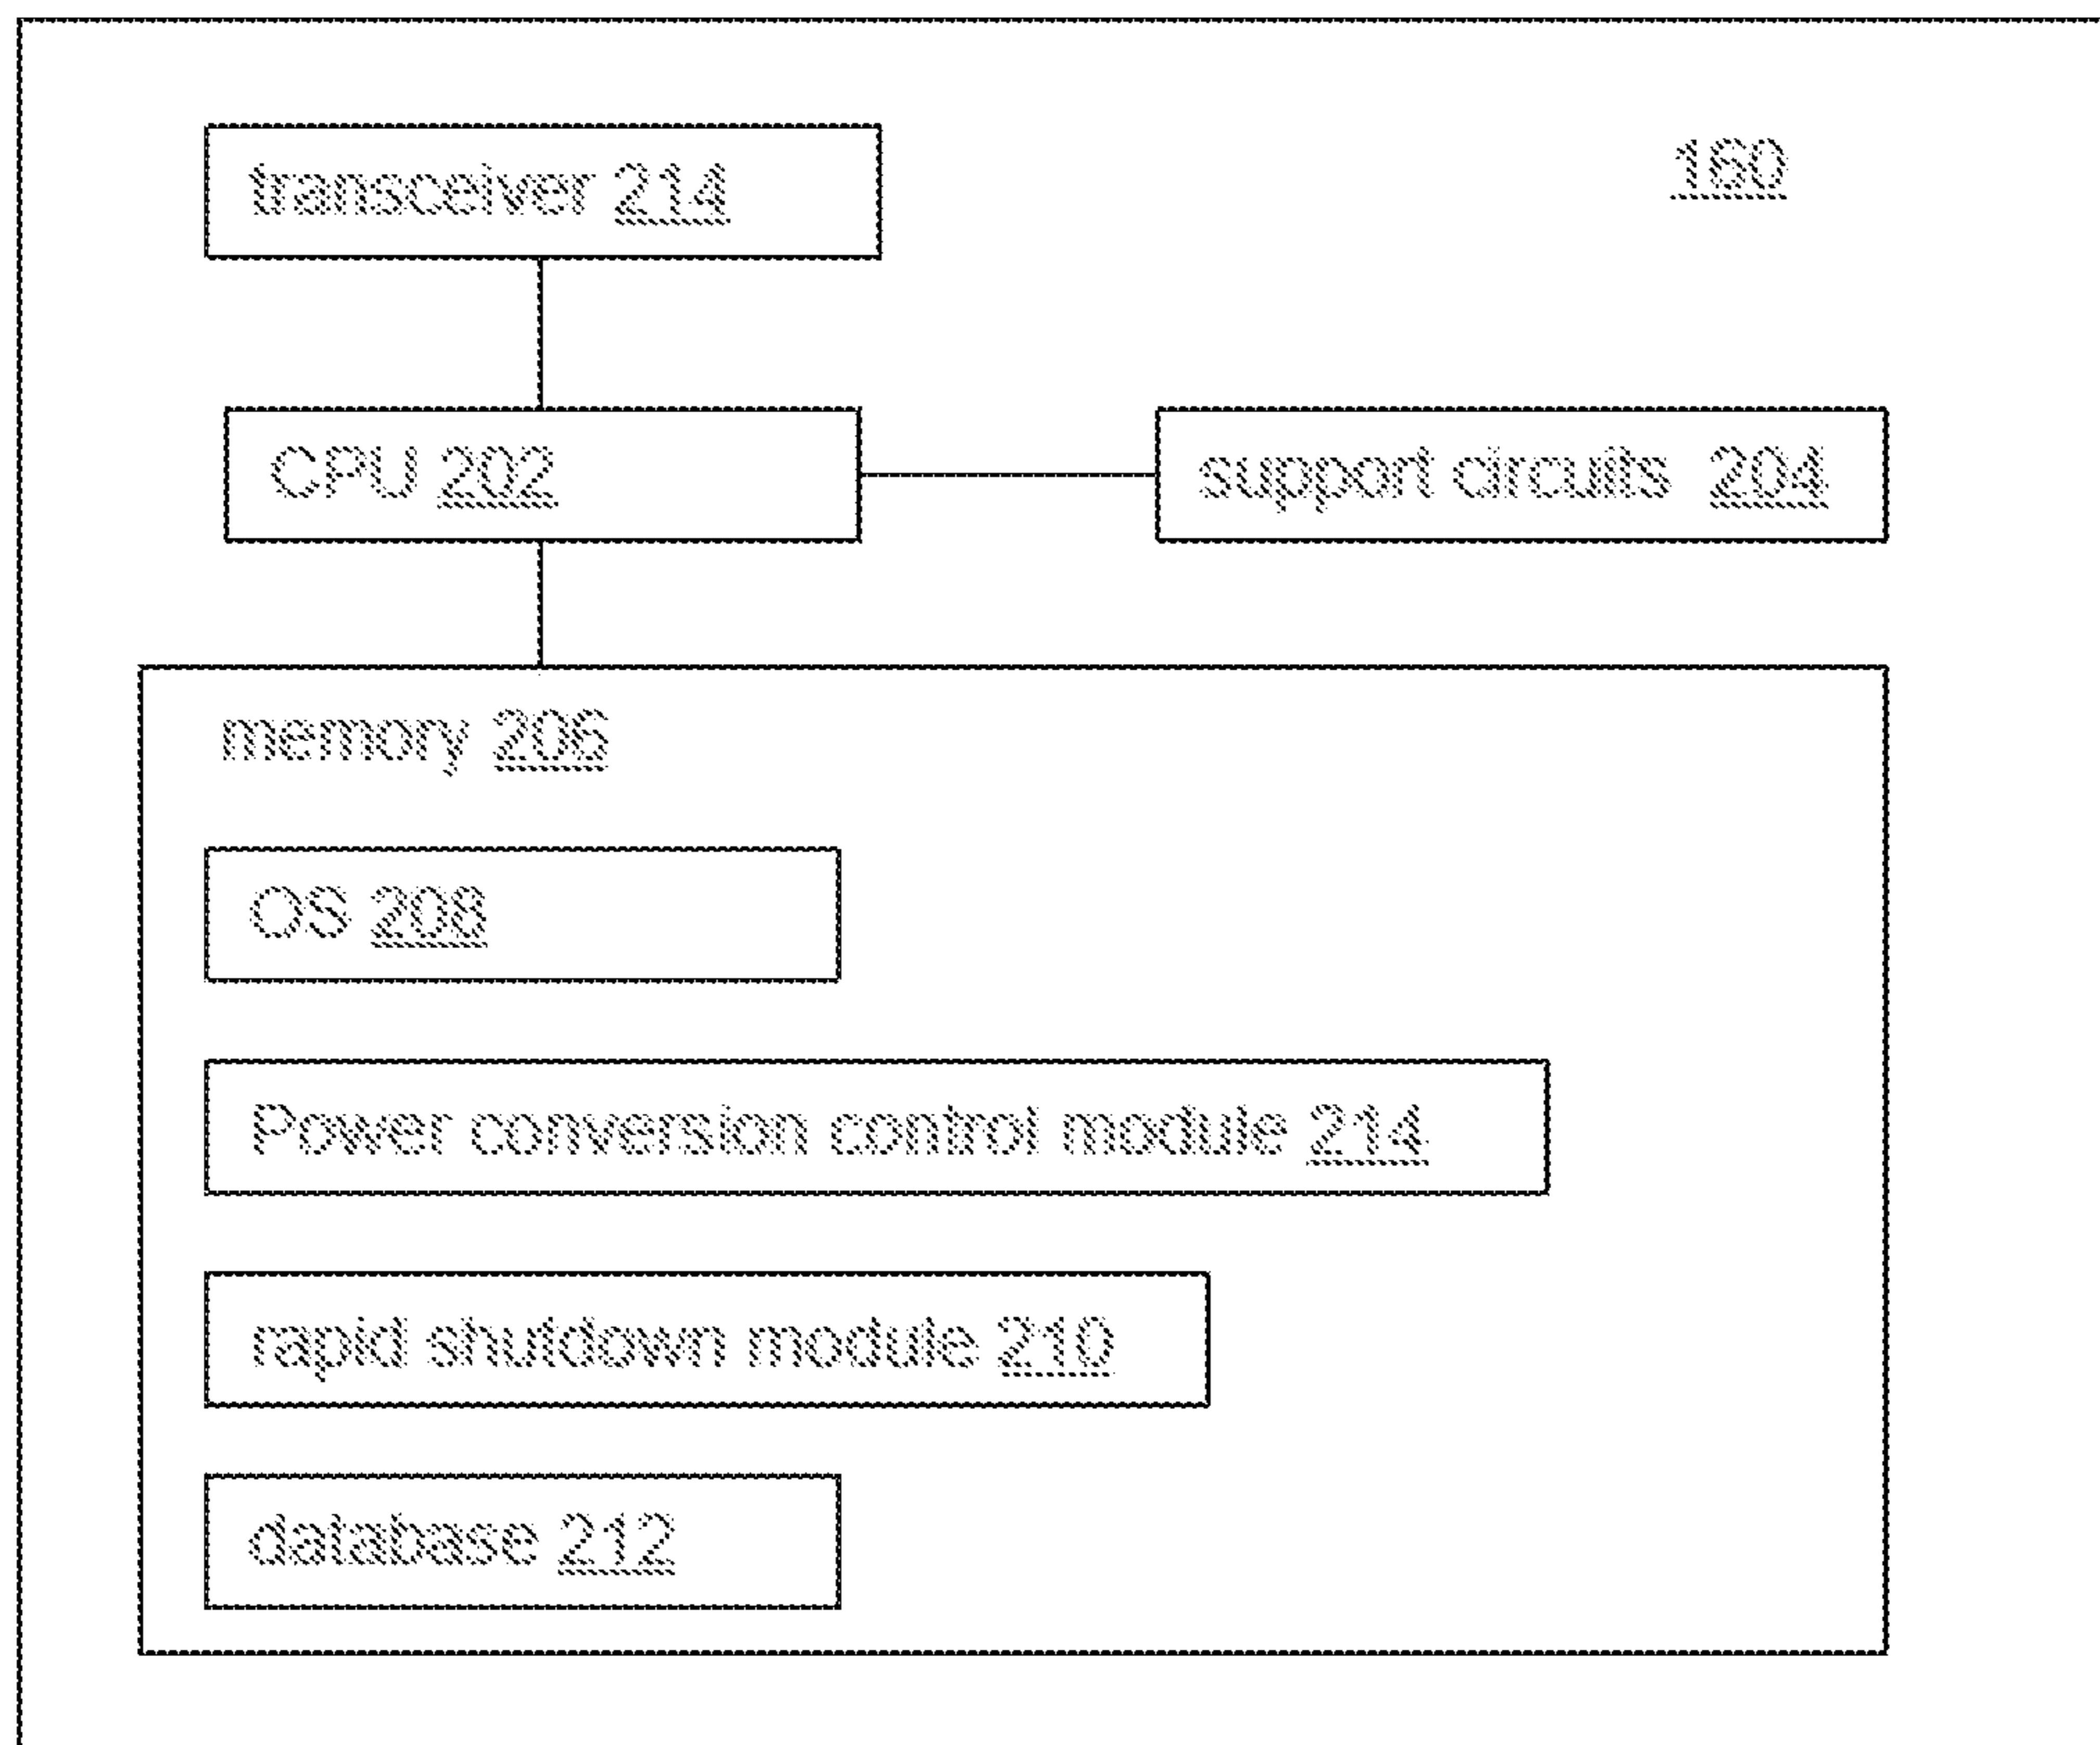 transceiver 214
160
CPU 202
support circuits 204
memory 206
OS 208
Power conversion control module 214
rapid shutdown module 210
database 212